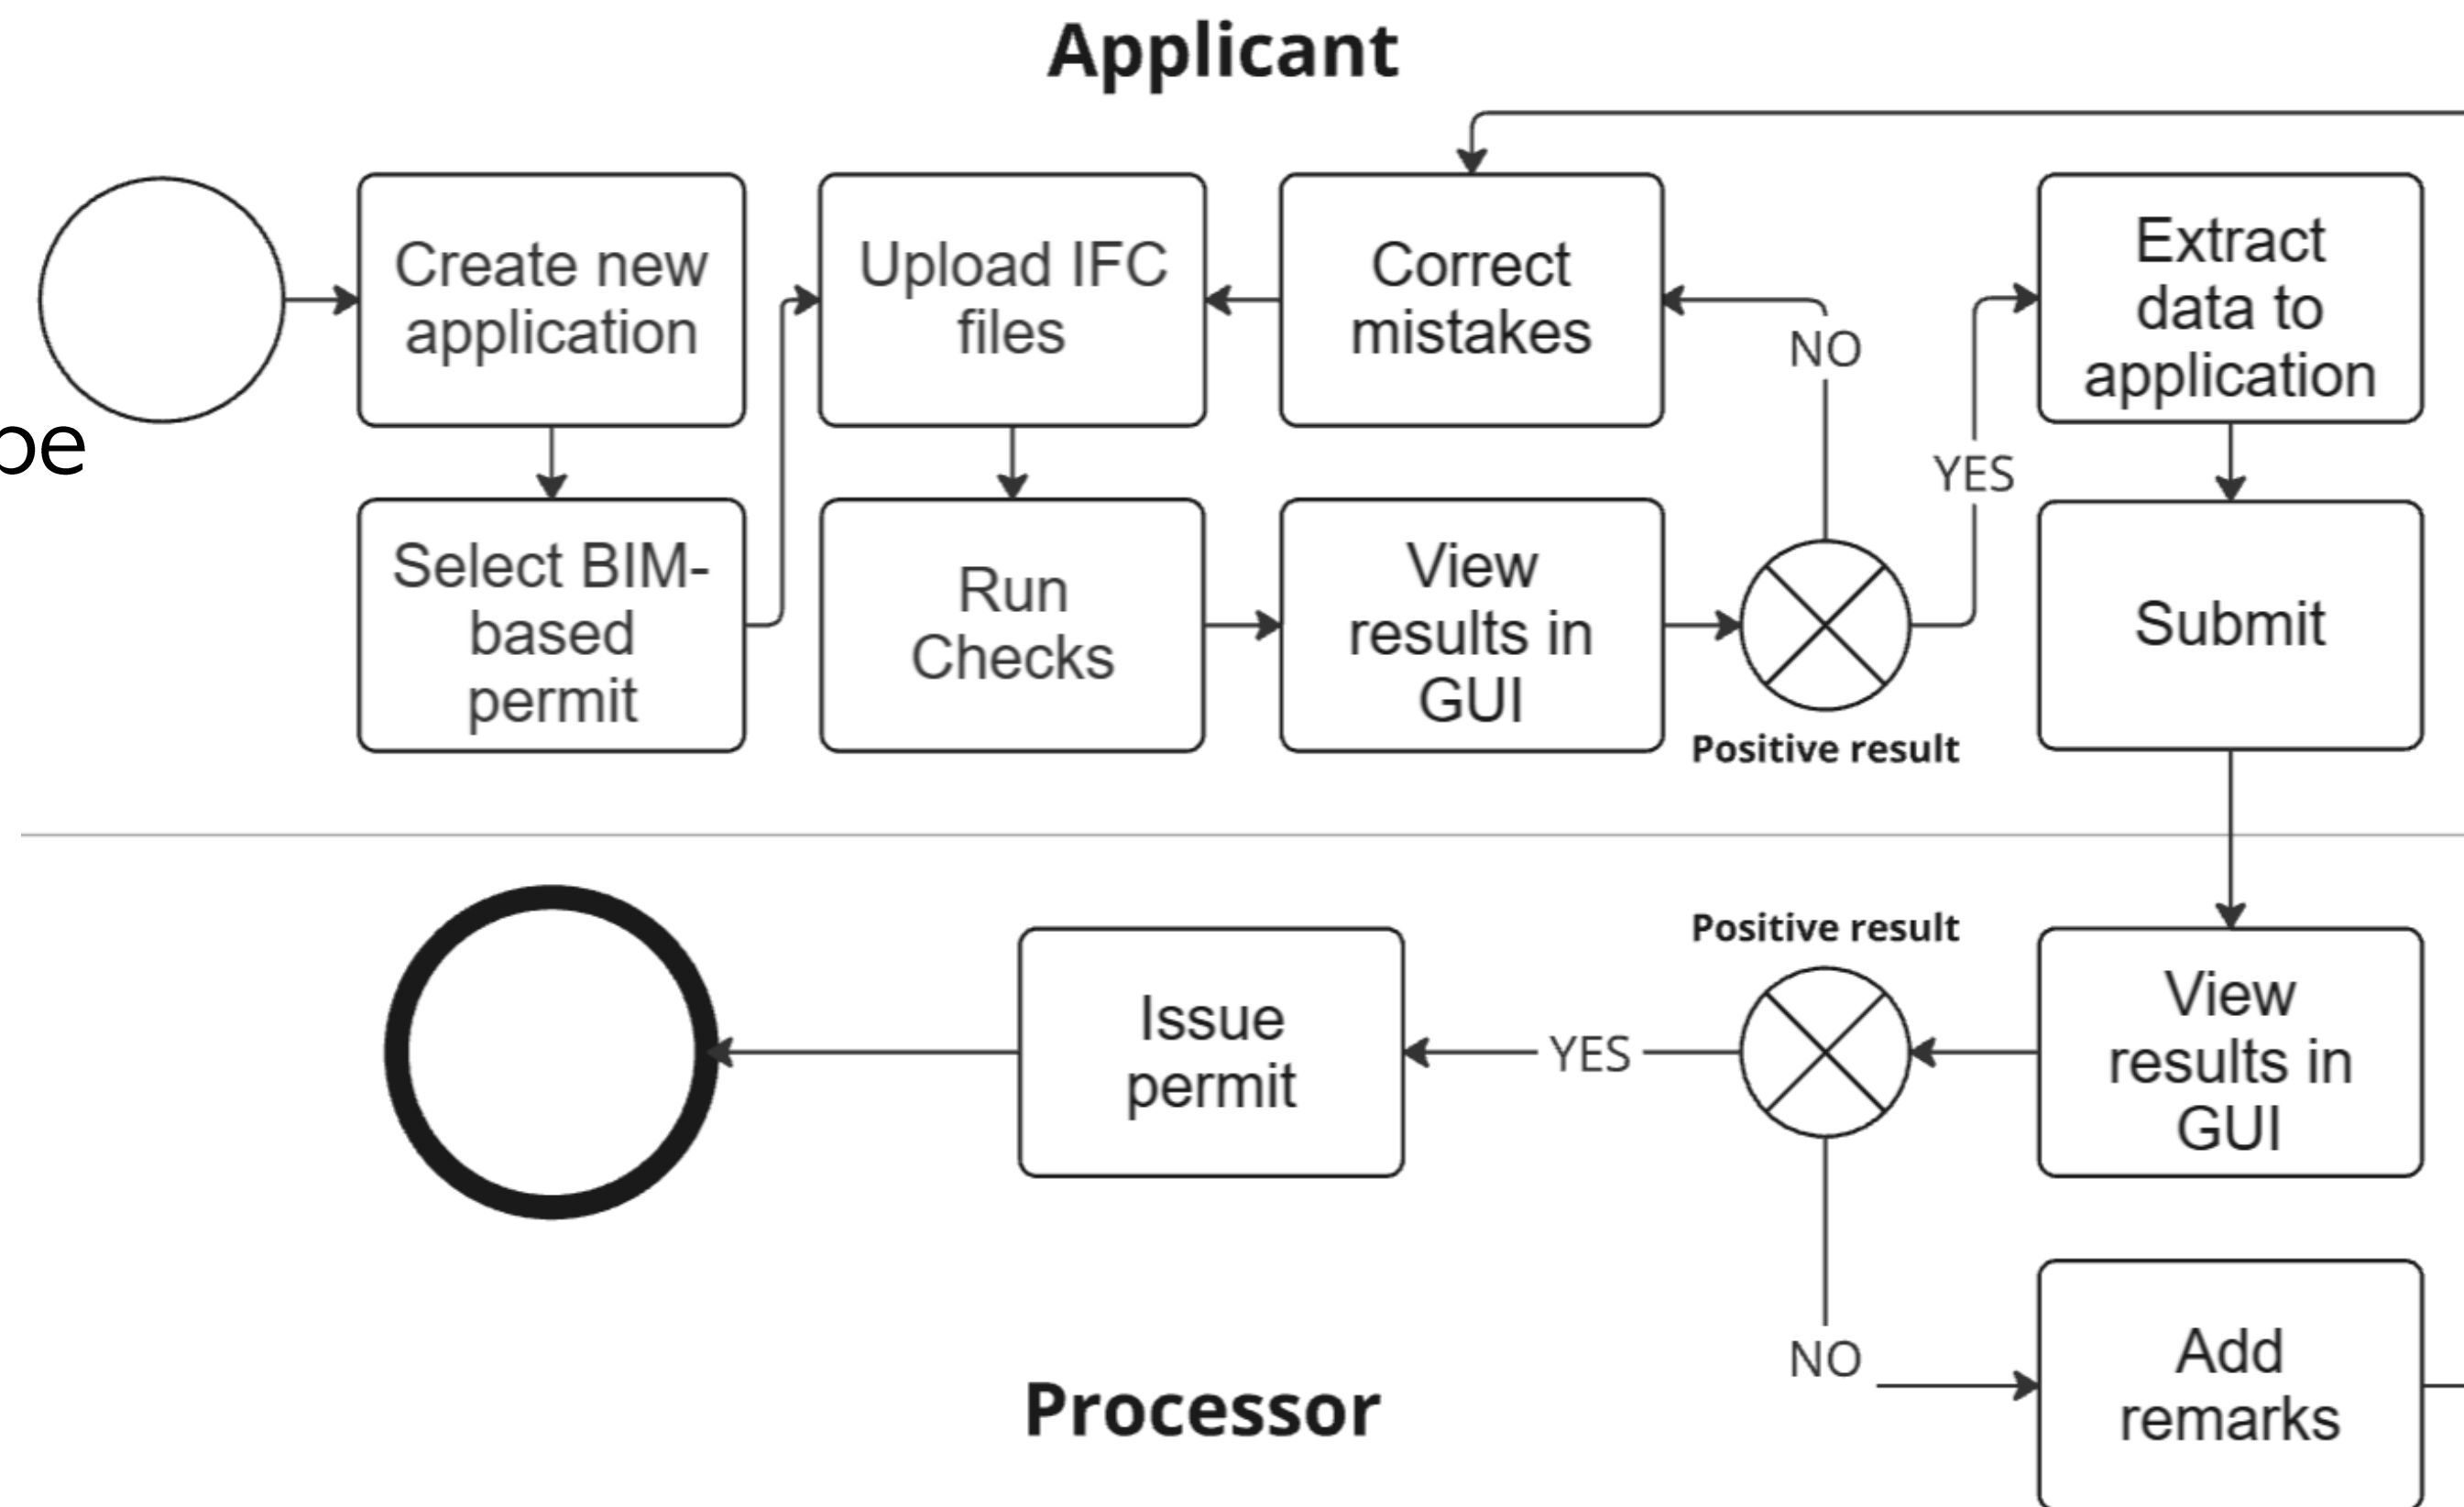 Applicant
Create new
application
Upload IFC
files
Correct
mistakes
NO
Extract
data to
application
YES
be
Select BIM-
based
permit
Run
Checks
View
results in
GUI
Positive result
Submit
Positive result
Issue
permit
YES
View
results in
GUI
NO
Add
remarks
Processor